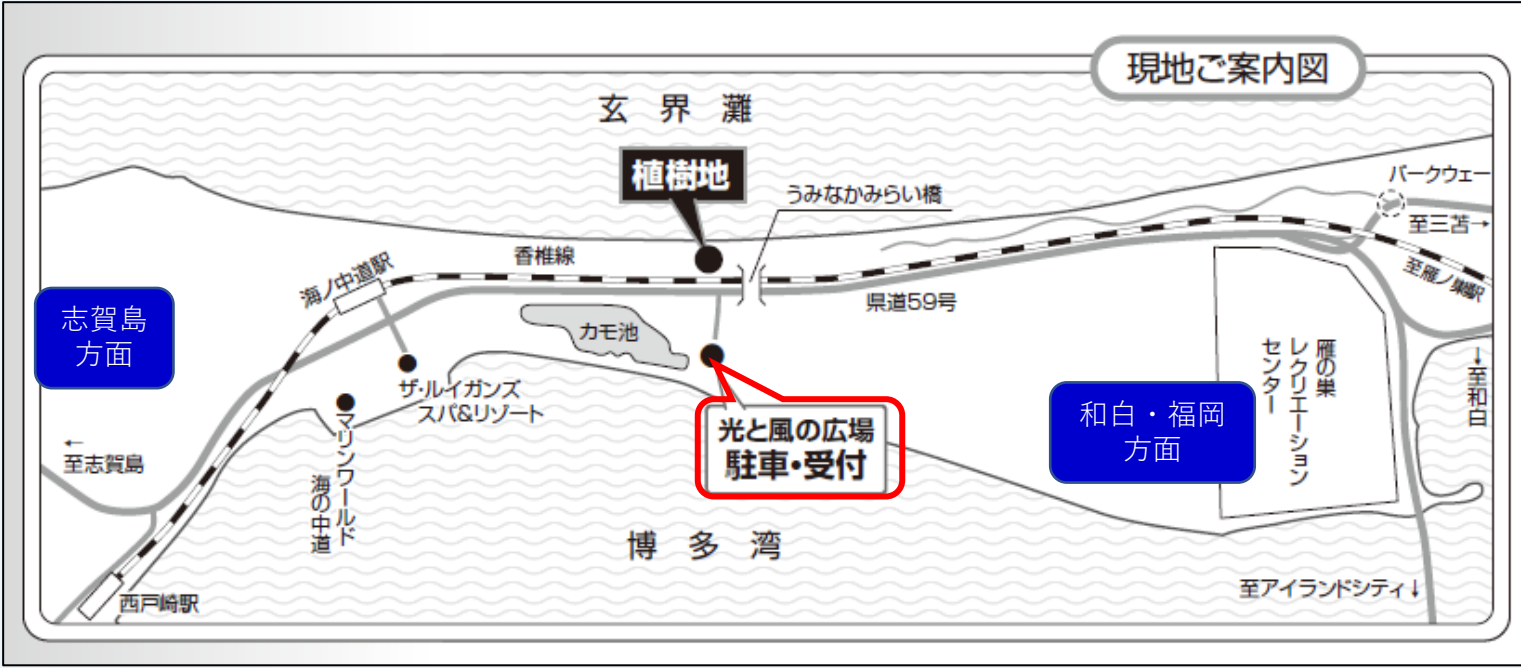 現地ご案内図
玄界灘
植樹地
うみなかみらい橋
パークウェー
至三苫→
香椎線
海ノ中道駅
至雁ノ巣駅
県道59号
志賀島
方面
カモ池
ザ・ルイガンズ
スパ&リゾート
雁の巣
レクリエーション
センター
↓至和白
マリンワールド
海の中道
光と風の広場
駐車・受付
和白・福岡
方面
←
至志賀島
博多湾
西戸崎駅
至アイランドシティ↓